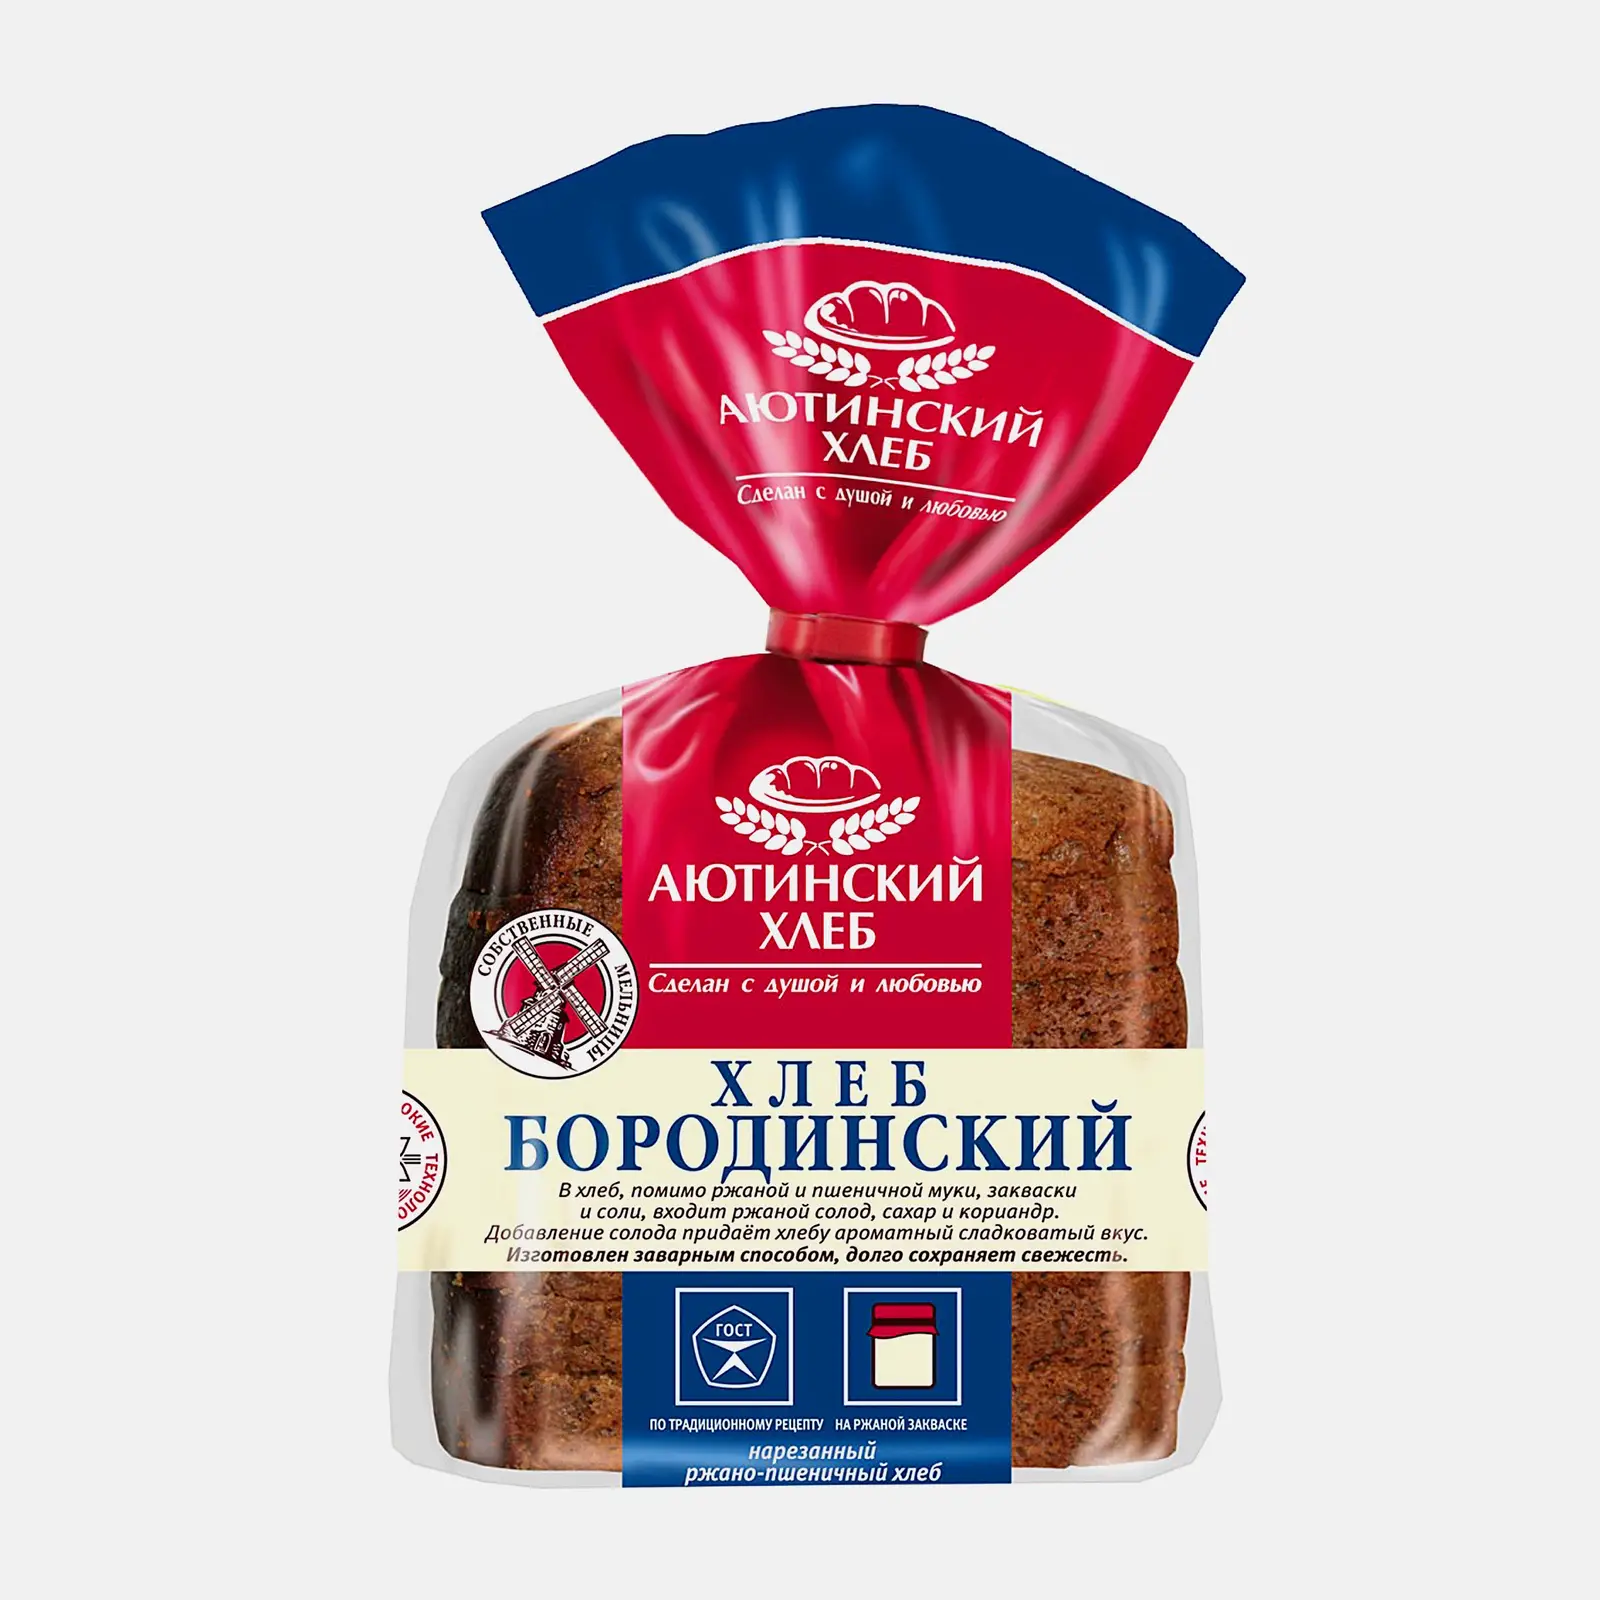 АЮТИНСКИЙ
ХЛЕБ
Сделан с душой и любовью
АЮТИНСКИЙ
ХЛЕБ
Сделан с душой и любовью
СОБСТВЕННЫЕ МЕЛЬНИЦЫ
ХЛЕБ
БОРОДИНСКИЙ
В хлеб, помимо ржаной и пшеничной муки, закваски
и соли, входит ржаной солод, сахар и кориандр.
Добавление солода придаёт хлебу ароматный сладковатый вкус.
Изготовлен заварным способом, долго сохраняет свежесть.
ГОСТ
ПО ТРАДИЦИОННОМУ РЕЦЕПТУ
НА РЖАНОЙ ЗАКВАСКЕ
нарезанный
ржано-пшеничный хлеб